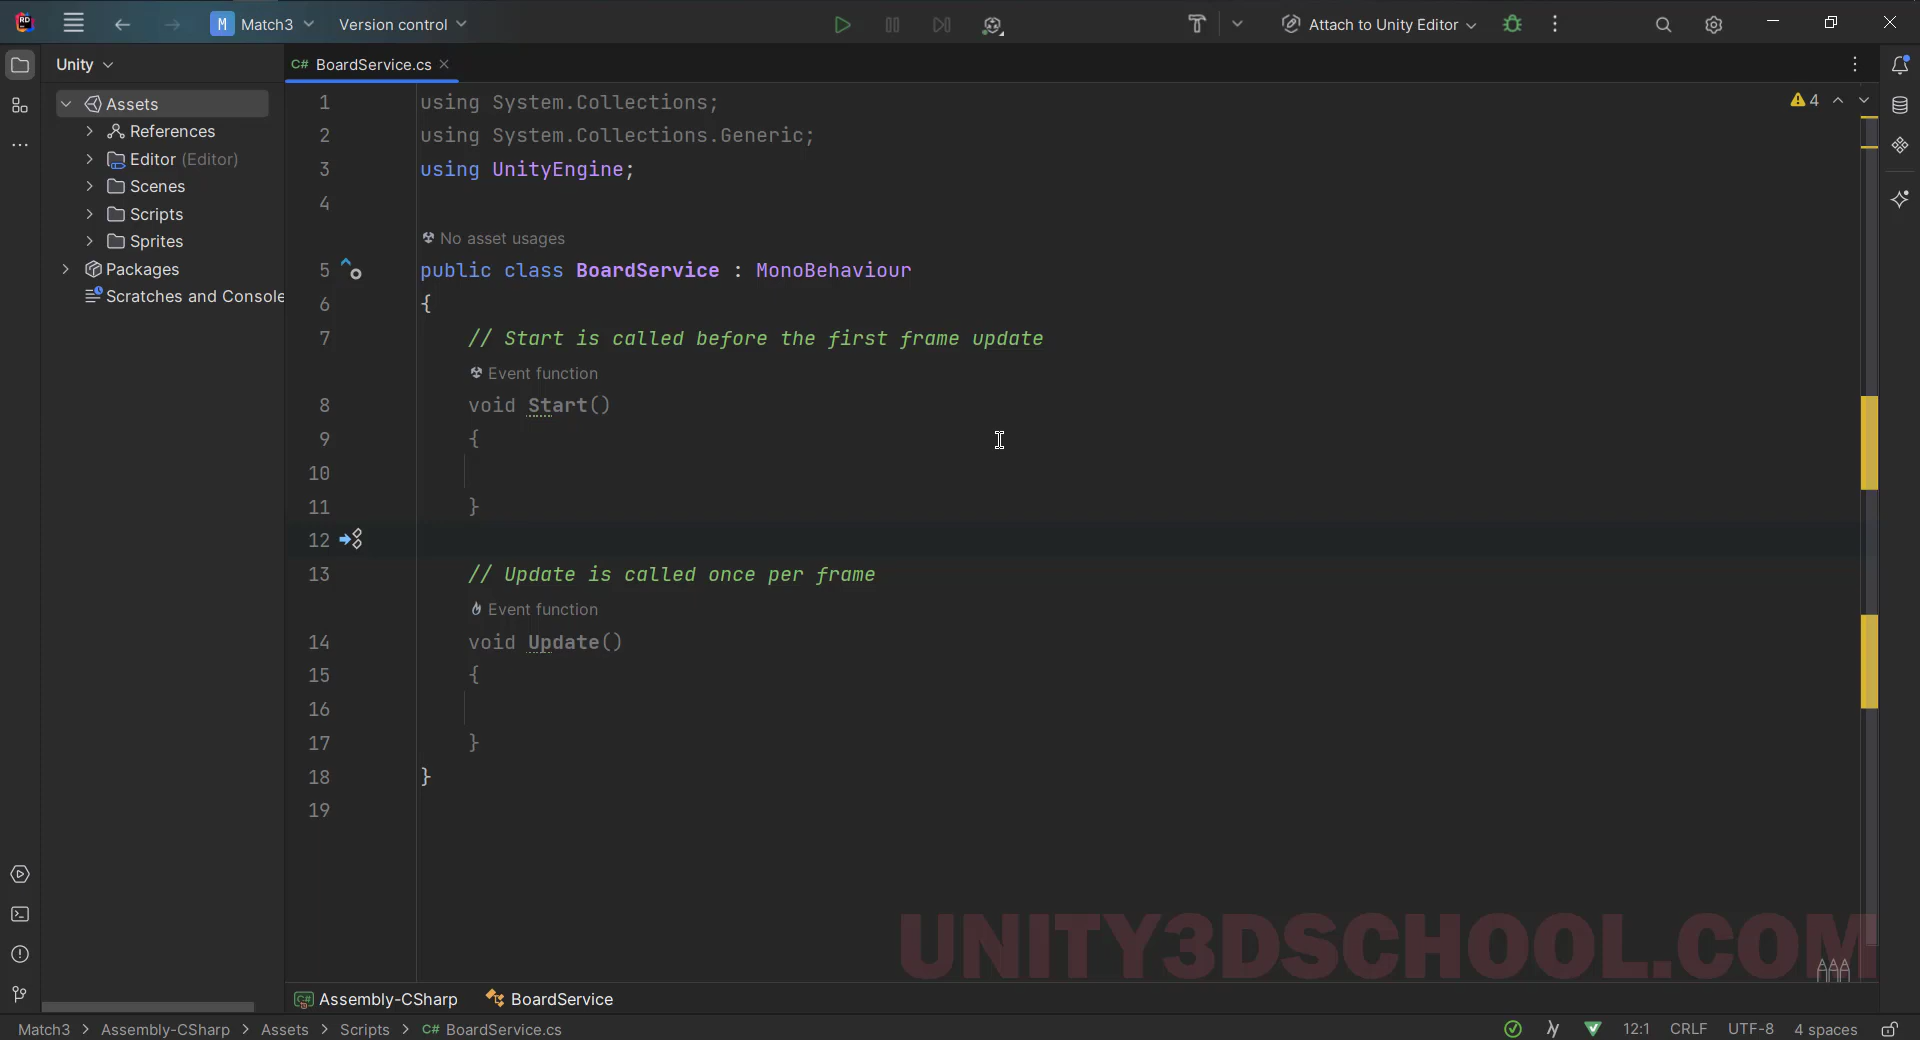 RD
M Match3
Version control
Attach to Unity Editor
Unity
C# BoardService.cs
Assets
References
Editor (Editor)
Scenes
Scripts
Sprites
Packages
Scratches and Console
4
1 using System.Collections;
2 using System.Collections.Generic;
3 using UnityEngine;
4
No asset usages
5 public class BoardService : MonoBehaviour
6 {
7 // Start is called before the first frame update
Event function
8 void Start()
9 {
10
11 }
12
13 // Update is called once per frame
Event function
14 void Update()
15 {
16
17 }
18 }
19
UNITY3DSCHOOL.COM
C# Assembly-CSharp
BoardService
Match3 > Assembly-CSharp > Assets > Scripts > C# BoardService.cs
12:1 CRLF UTF-8 4 spaces